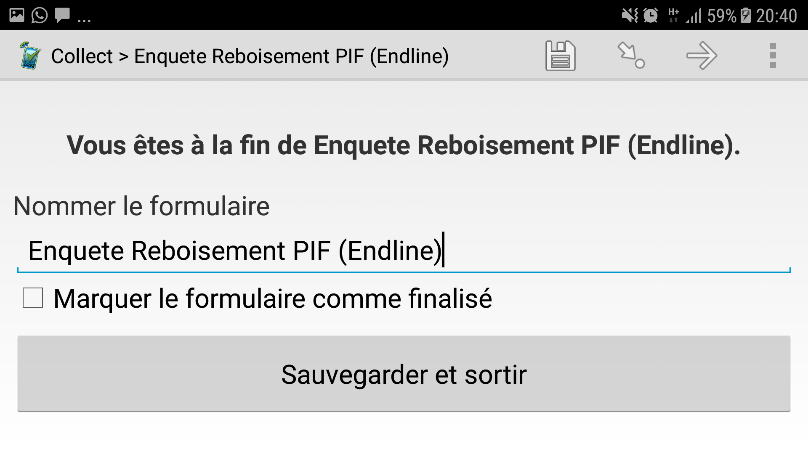 ... H+ 59% 20:40
Collect > Enquete Reboisement PIF (Endline)
Vous êtes à la fin de Enquete Reboisement PIF (Endline).
Nommer le formulaire
Enquete Reboisement PIF (Endline)
Marquer le formulaire comme finalisé
Sauvegarder et sortir